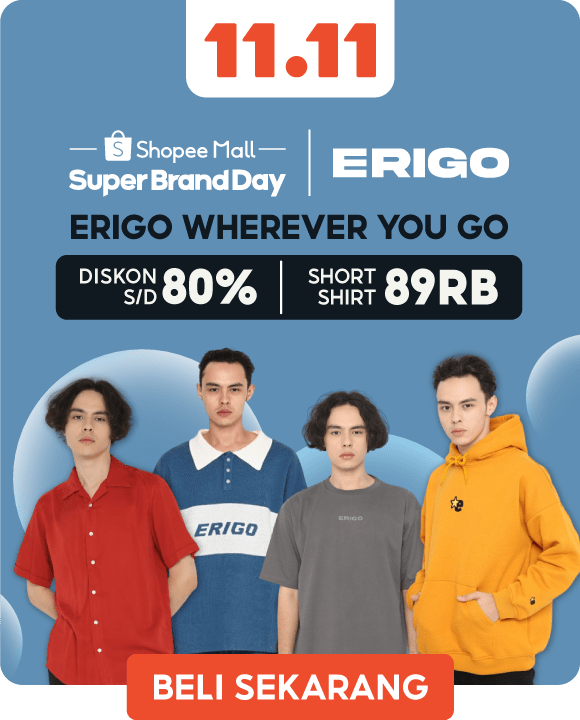 11.11
Shopee Mall
Super Brand Day
ERIGO
ERIGO WHEREVER YOU GO
DISKON S/D 80%
SHORT SHIRT 89RB
ERIGO
ERIGO
BELI SEKARANG